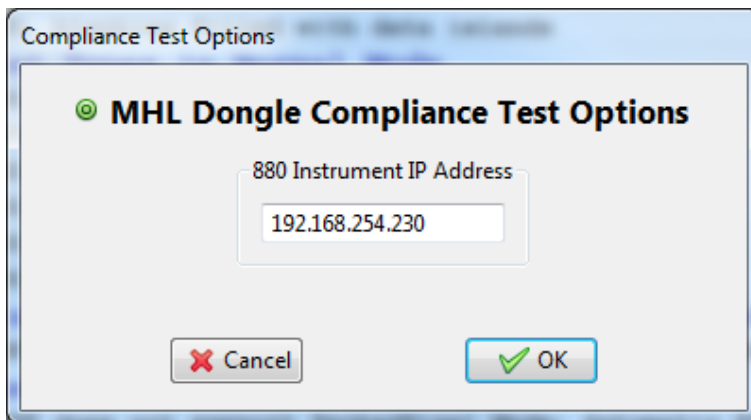 Compliance Test Options
MHL Dongle Compliance Test Options
880 Instrument IP Address
192.168.254.230
Cancel
OK